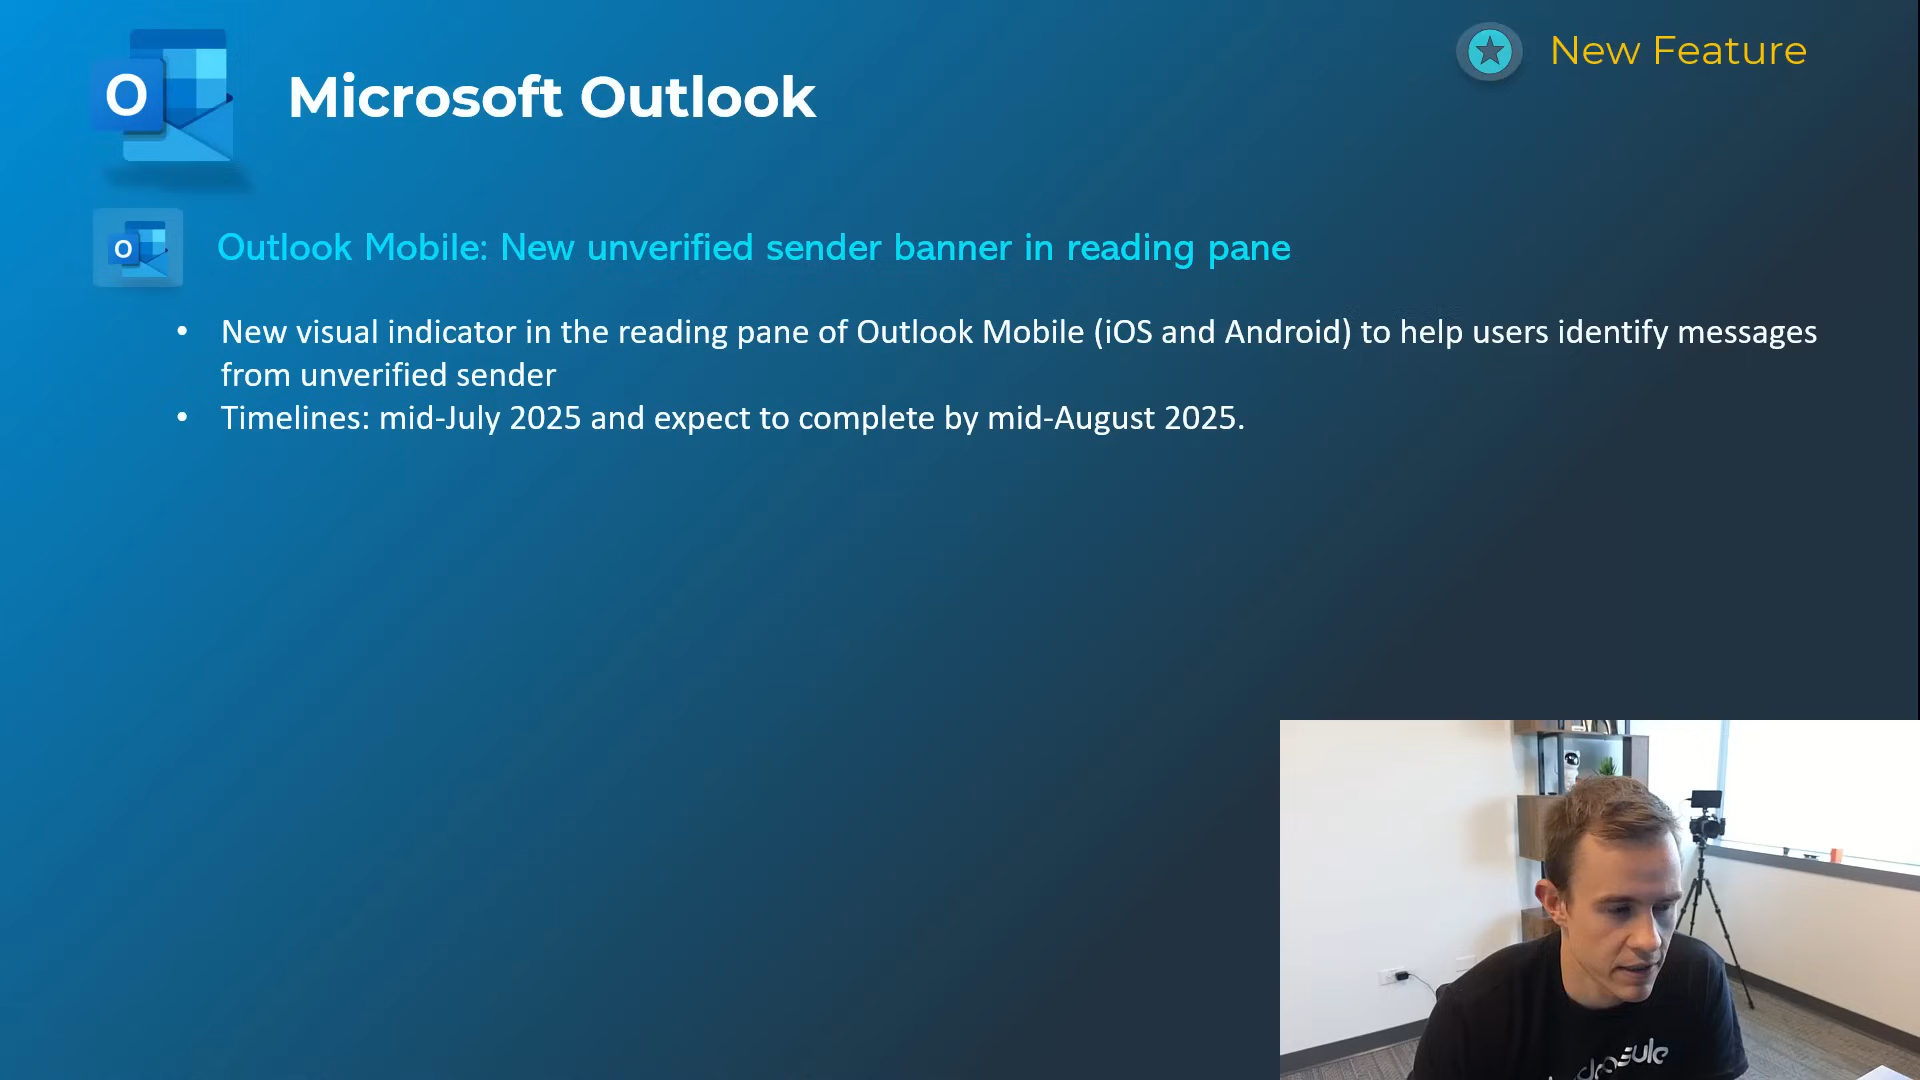 New Feature
Microsoft Outlook
Outlook Mobile: New unverified sender banner in reading pane
• New visual indicator in the reading pane of Outlook Mobile (iOS and Android) to help users identify messages
from unverified sender
• Timelines: mid-July 2025 and expect to complete by mid-August 2025.